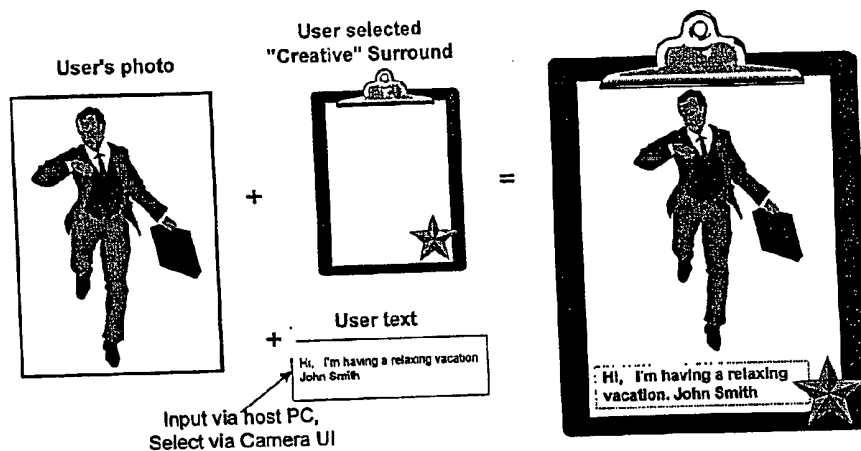 User's photo
User selected
"Creative" Surround
+
=
+
User text
Hi, I'm having a relaxing vacation
John Smith
Input via host PC,
Select via Camera UI
Hi, I'm having a relaxing
vacation. John Smith